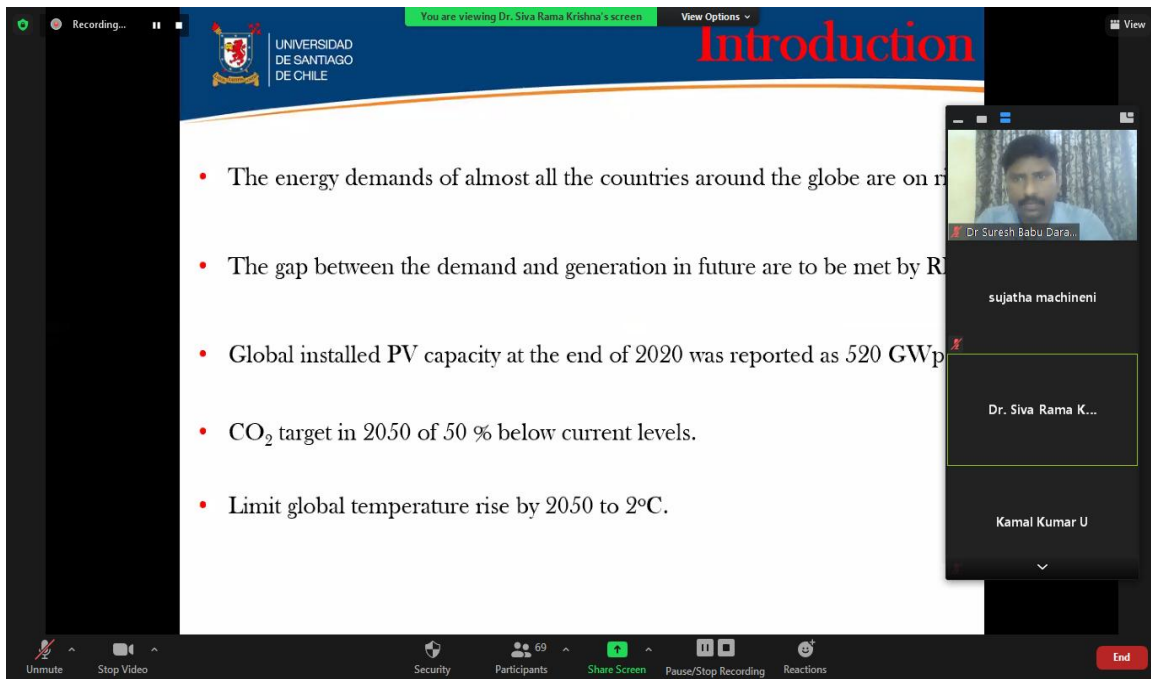 Recording...
You are viewing Dr. Siva Rama Krishna's screen
View Options
View
UNIVERSIDAD
DE SANTIAGO
DE CHILE
Introduction
• The energy demands of almost all the countries around the globe are on ri
• The gap between the demand and generation in future are to be met by
• Global installed PV capacity at the end of 2020 was reported as 520 GWp
• CO₂ target in 2050 of 50 % below current levels.
• Limit global temperature rise by 2050 to 2ºC.
Dr Suresh Babu Dara...
sujatha machineni
Dr. Siva Rama K...
Kamal Kumar U
Unmute
Stop Video
Security
69
Participants
Share Screen
Pause/Stop Recording
Reactions
End